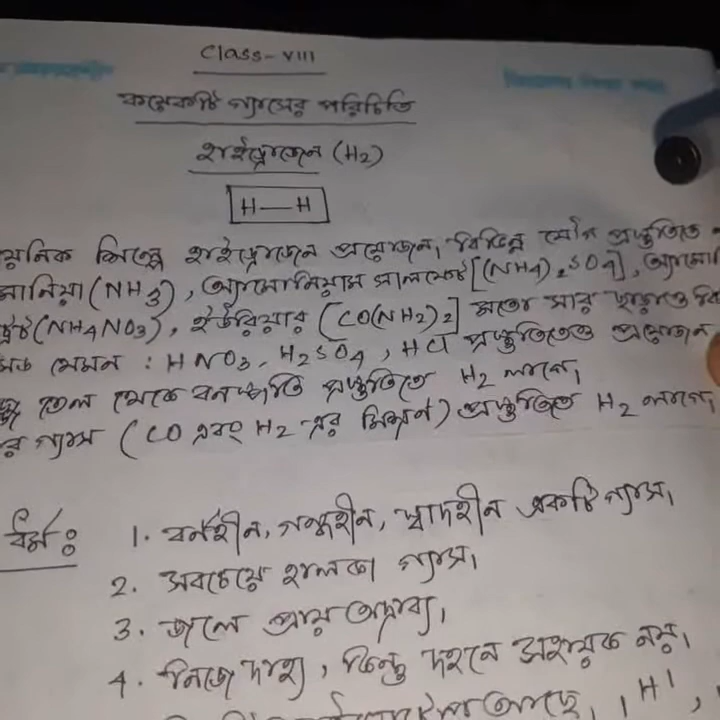 Class-VIII
কয়েকটি গ্যাসের পরিচিতি
হাইড্রোজেন (H2)
H—H
য়নিক শিল্পে হাইড্রোজেন প্রয়োজন। বিভিন্ন যৌগ প্রস্তুতিতে
মোনিয়া (NH3), অ্যামোনিয়াম সালফেট [(NH4)2SO4], অ্যামো
ট্রেট (NH4NO3), ইউরিয়ার [CO(NH2)2] মতো সার ছাড়াও বি
যেমন : HNO3, H2SO4, HCl প্রস্তুতিতেও প্রয়োজন
তেল থেকে বনস্পতি প্রস্তুতিতে H2 লাগে।
র গ্যাস (CO এবং H2-এর মিশ্রণ) প্রস্তুতিতে H2 লাগে।
ধর্ম :
1. বর্ণহীন, গন্ধহীন, স্বাদহীন একটি গ্যাস।
2. সবচেয়ে হালকা গ্যাস।
3. জলে প্রায় অদ্রাব্য।
4. নিজে দাহ্য, কিন্তু দহনে সহায়ক নয়।
আছে।